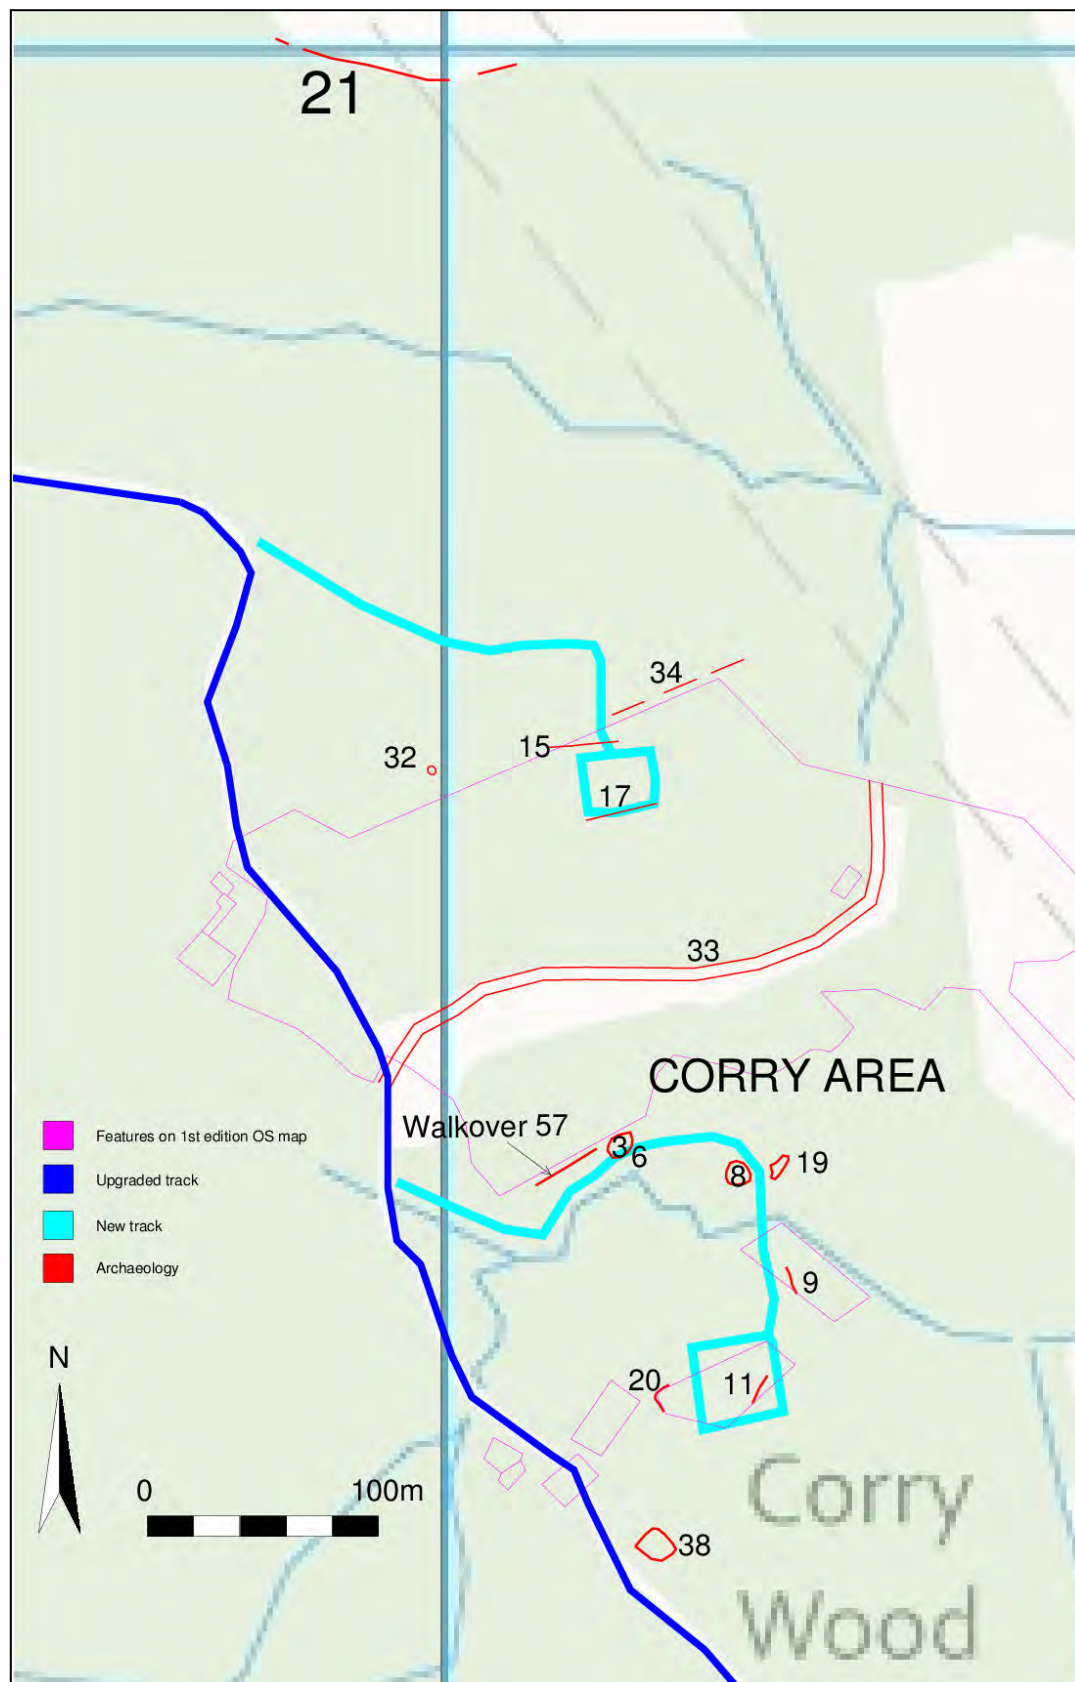 21
34
15
32
17
33
CORRY AREA
Walkover 57
3
6
8
19
9
20
11
38
Features on 1st edition OS map
Upgraded track
New track
Archaeology
N
0 100m
Corry
Wood